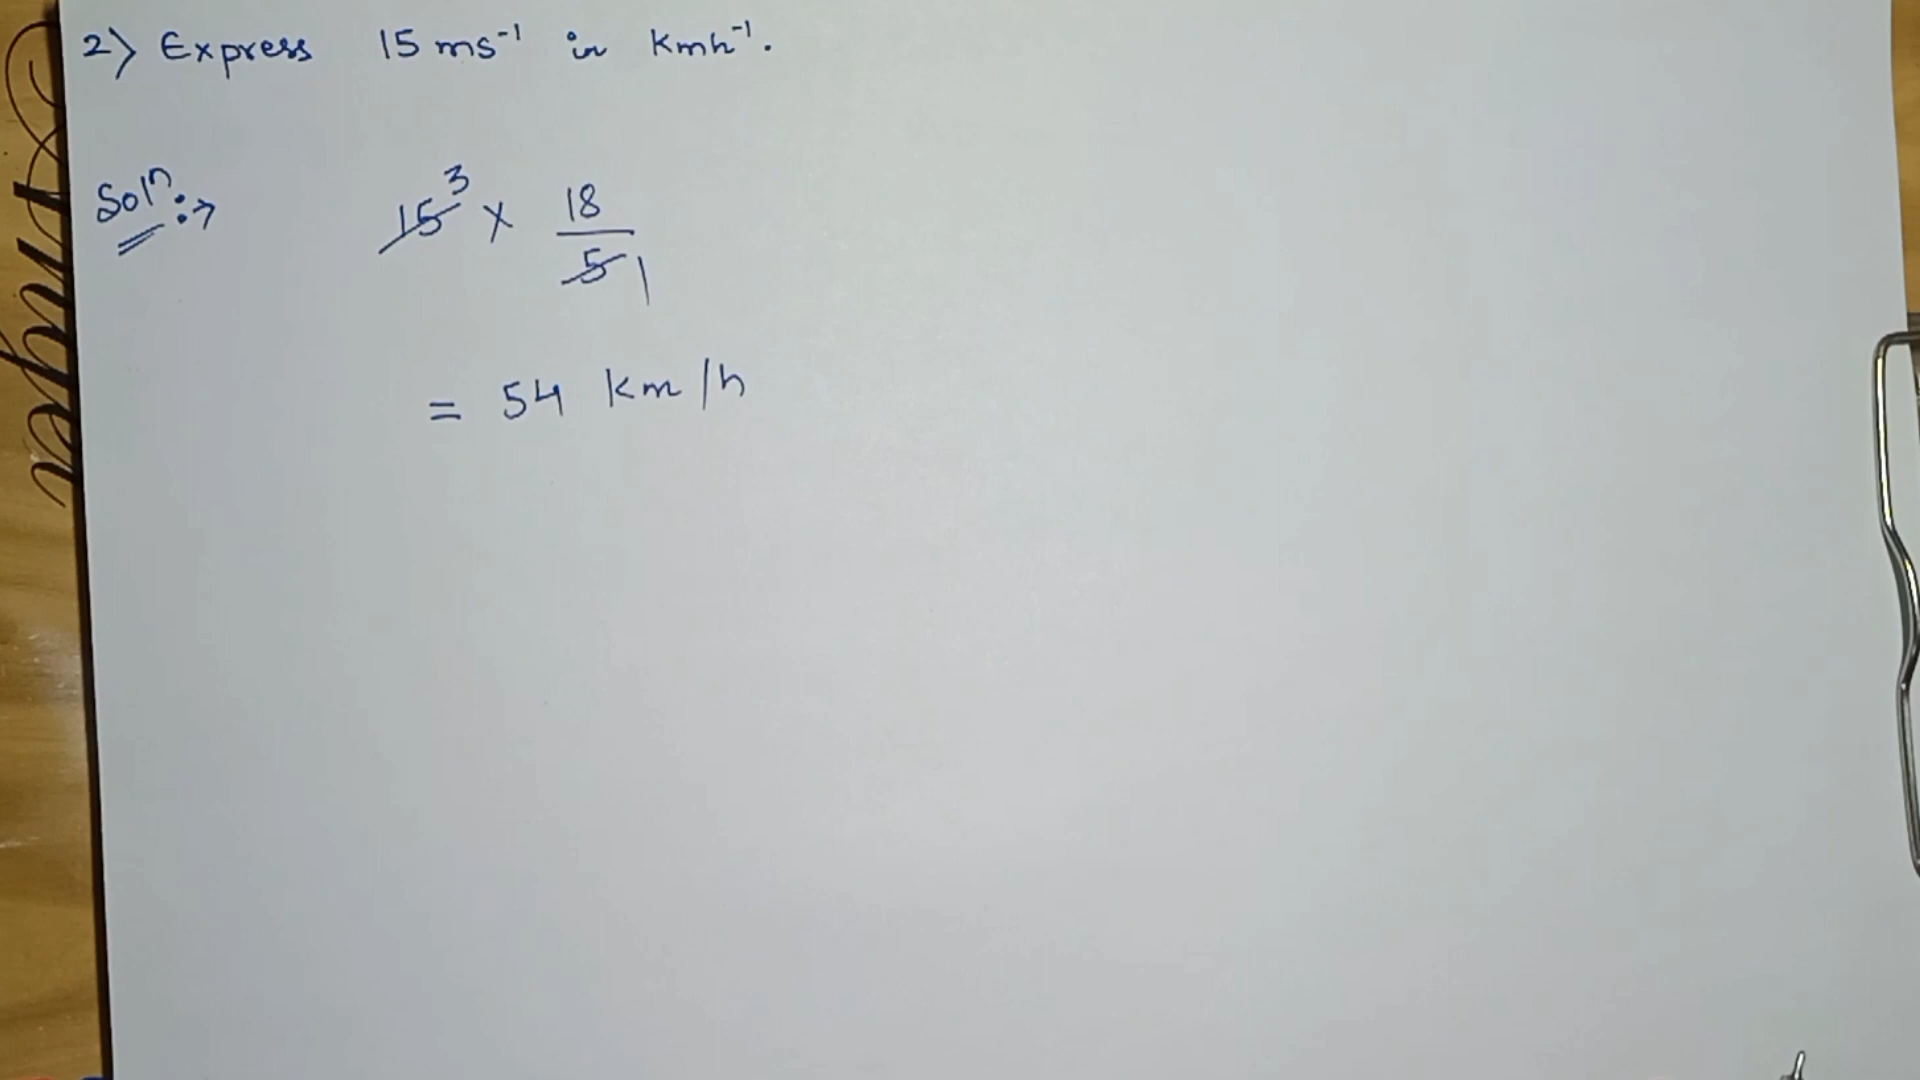 2) Express 15 ms⁻¹ in kmh⁻¹.
Solⁿ :→ 15 3 × 18/5 1
= 54 km/h